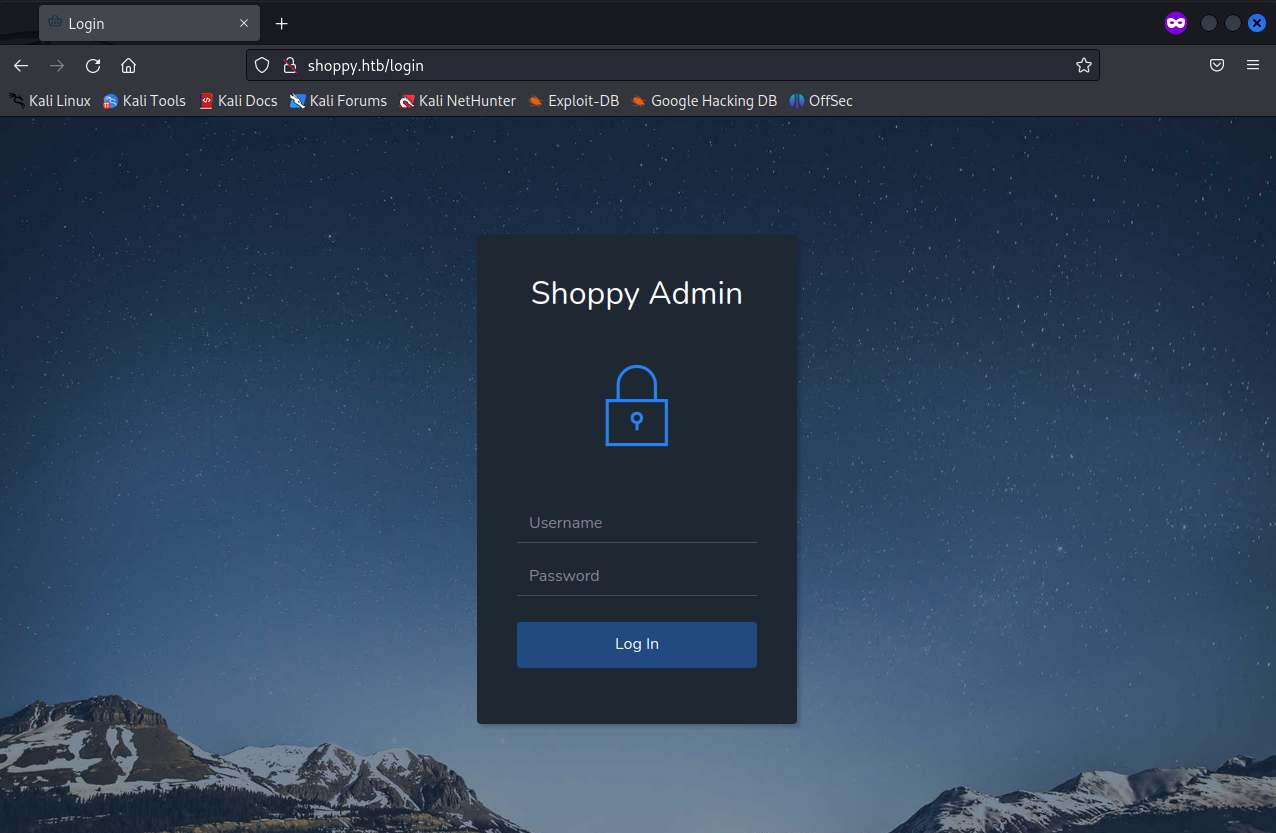 Login
shoppy.htb/login
Kali Linux Kali Tools Kali Docs Kali Forums Kali NetHunter Exploit-DB Google Hacking DB OffSec
Shoppy Admin
Username
Password
Log In